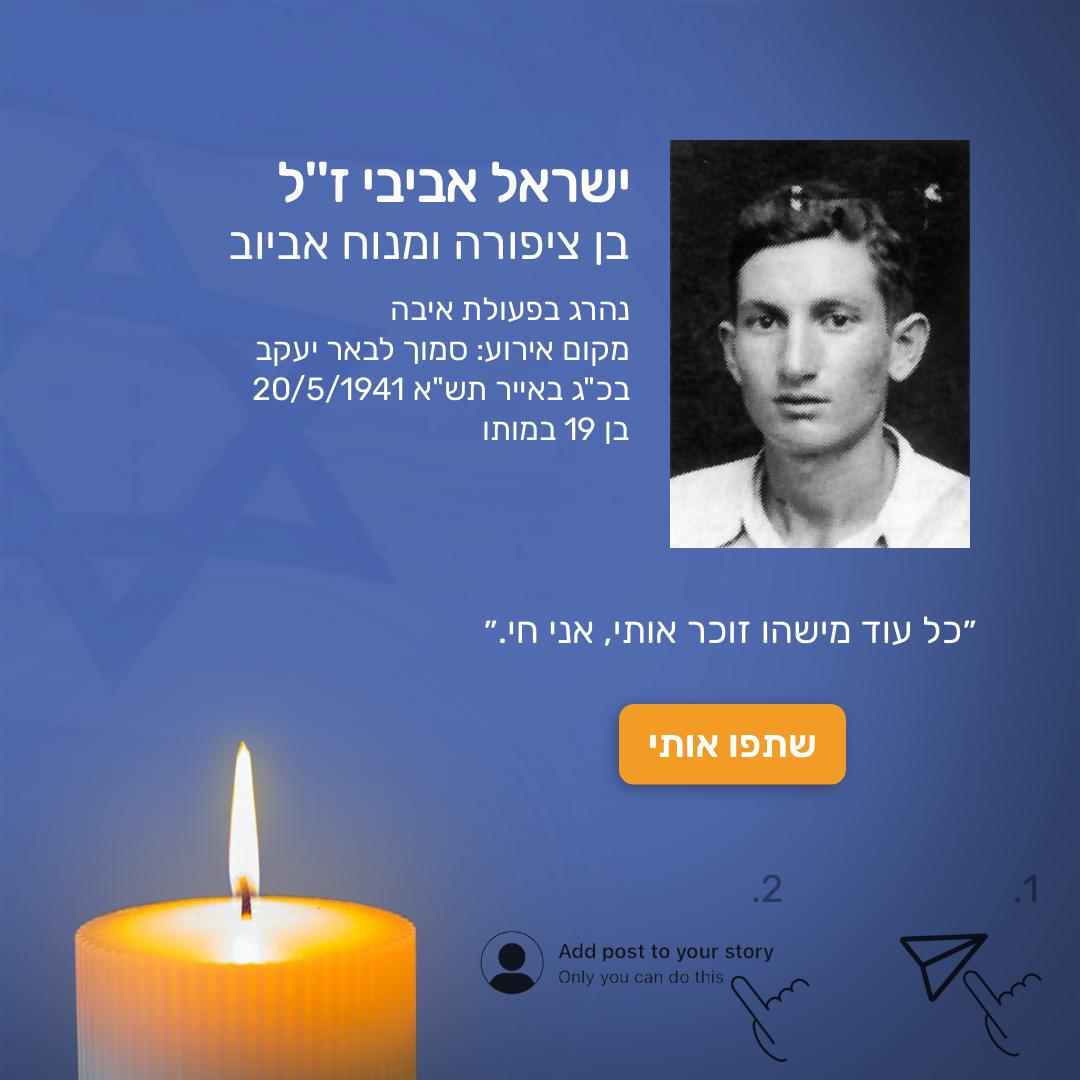 ישראל אביבי ז"ל
בן ציפורה ומנוח אביוב
נהרג בפעולת איבה
מקום אירוע: סמוך לבאר יעקב
בכ"ג באייר תש"א 20/5/1941
בן 19 במותו
״כל עוד מישהו זוכר אותי, אני חי.״
שתפו אותי
.1
.2
Add post to your story
Only you can do this